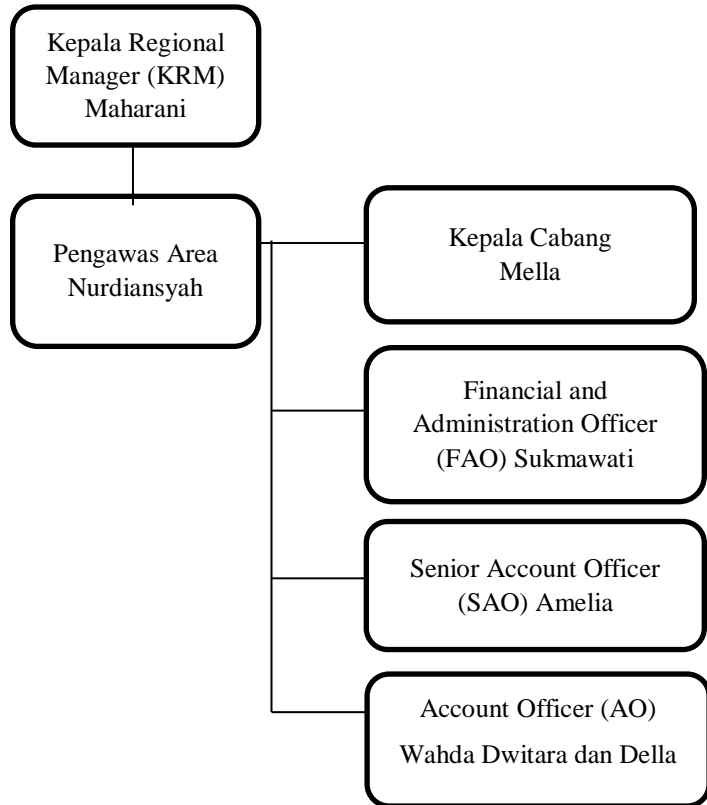 Kepala Regional
Manager (KRM)
Maharani
Pengawas Area
Nurdiansyah
Kepala Cabang
Mella
Financial and
Administration Officer
(FAO) Sukmawati
Senior Account Officer
(SAO) Amelia
Account Officer (AO)
Wahda Dwitara dan Della